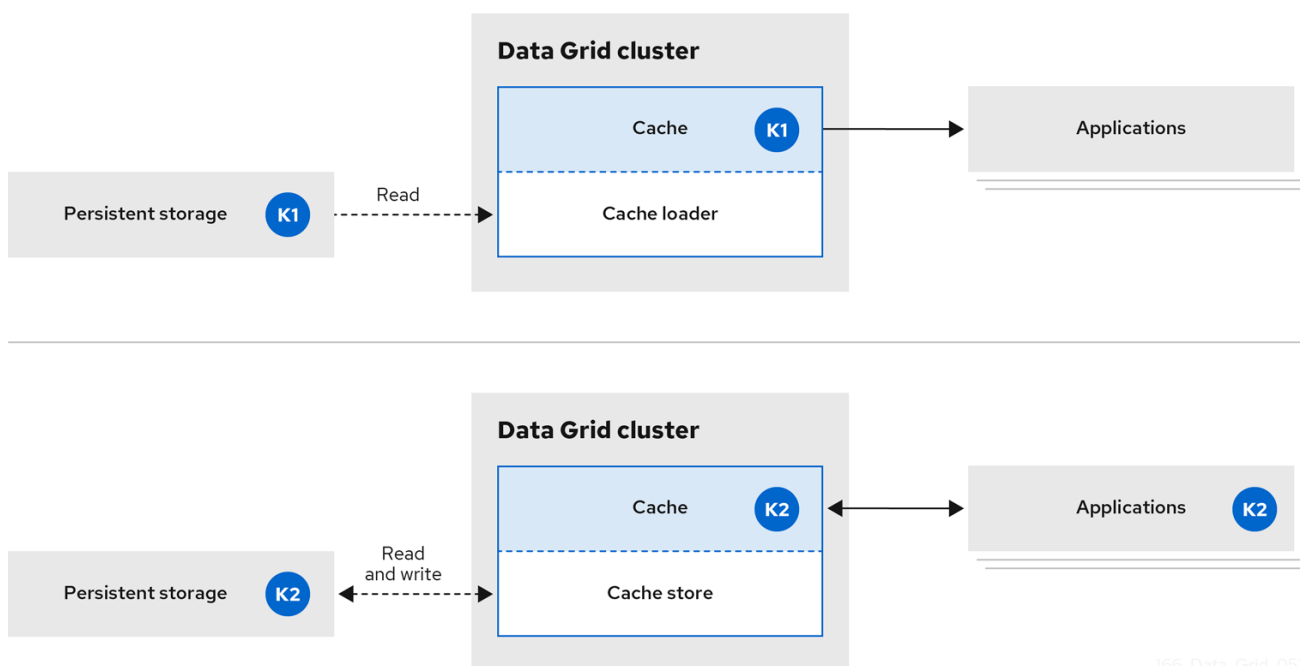 Data Grid cluster
Cache K1
Applications
Read
Persistent storage K1
Cache loader
Data Grid cluster
Cache K2
Applications K2
Read
and write
Persistent storage K2
Cache store
166_Data_Grid_05